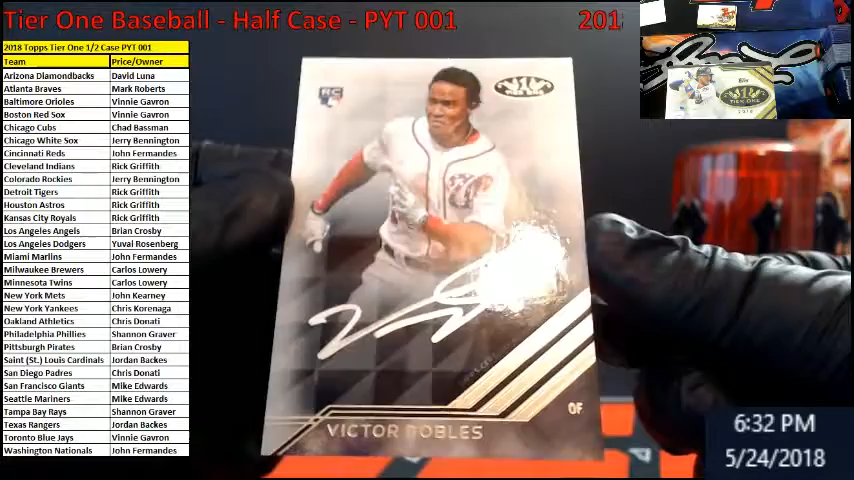 Tier One Baseball - Half Case - PYT 001 201
2018 Topps Tier One 1/2 Case PYT 001
Team Price/Owner
Arizona Diamondbacks David Luna
Atlanta Braves Mark Roberts
Baltimore Orioles Vinnie Gavron
Boston Red Sox Vinnie Gavron
Chicago Cubs Chad Bassman
Chicago White Sox Jerry Bennington
Cincinnati Reds John Fernandes
Cleveland Indians Rick Griffith
Colorado Rockies Jerry Bennington
Detroit Tigers Rick Griffith
Houston Astros Rick Griffith
Kansas City Royals Rick Griffith
Los Angeles Angels Brian Crosby
Los Angeles Dodgers Yuval Rosenberg
Miami Marlins John Fernandes
Milwaukee Brewers Carlos Lowery
Minnesota Twins Carlos Lowery
New York Mets John Kearney
New York Yankees Chris Korenaga
Oakland Athletics Chris Donati
Philadelphia Phillies Shannon Graver
Pittsburgh Pirates Brian Crosby
Saint (St.) Louis Cardinals Jordan Backes
San Diego Padres Chris Donati
San Francisco Giants Mike Edwards
Seattle Mariners Mike Edwards
Tampa Bay Rays Shannon Graver
Texas Rangers Jordan Backes
Toronto Blue Jays Vinnie Gavron
Washington Nationals John Fernandes
RC
1
TIER ONE
OF
VICTOR ROBLES
TIER ONE
6:32 PM
5/24/2018